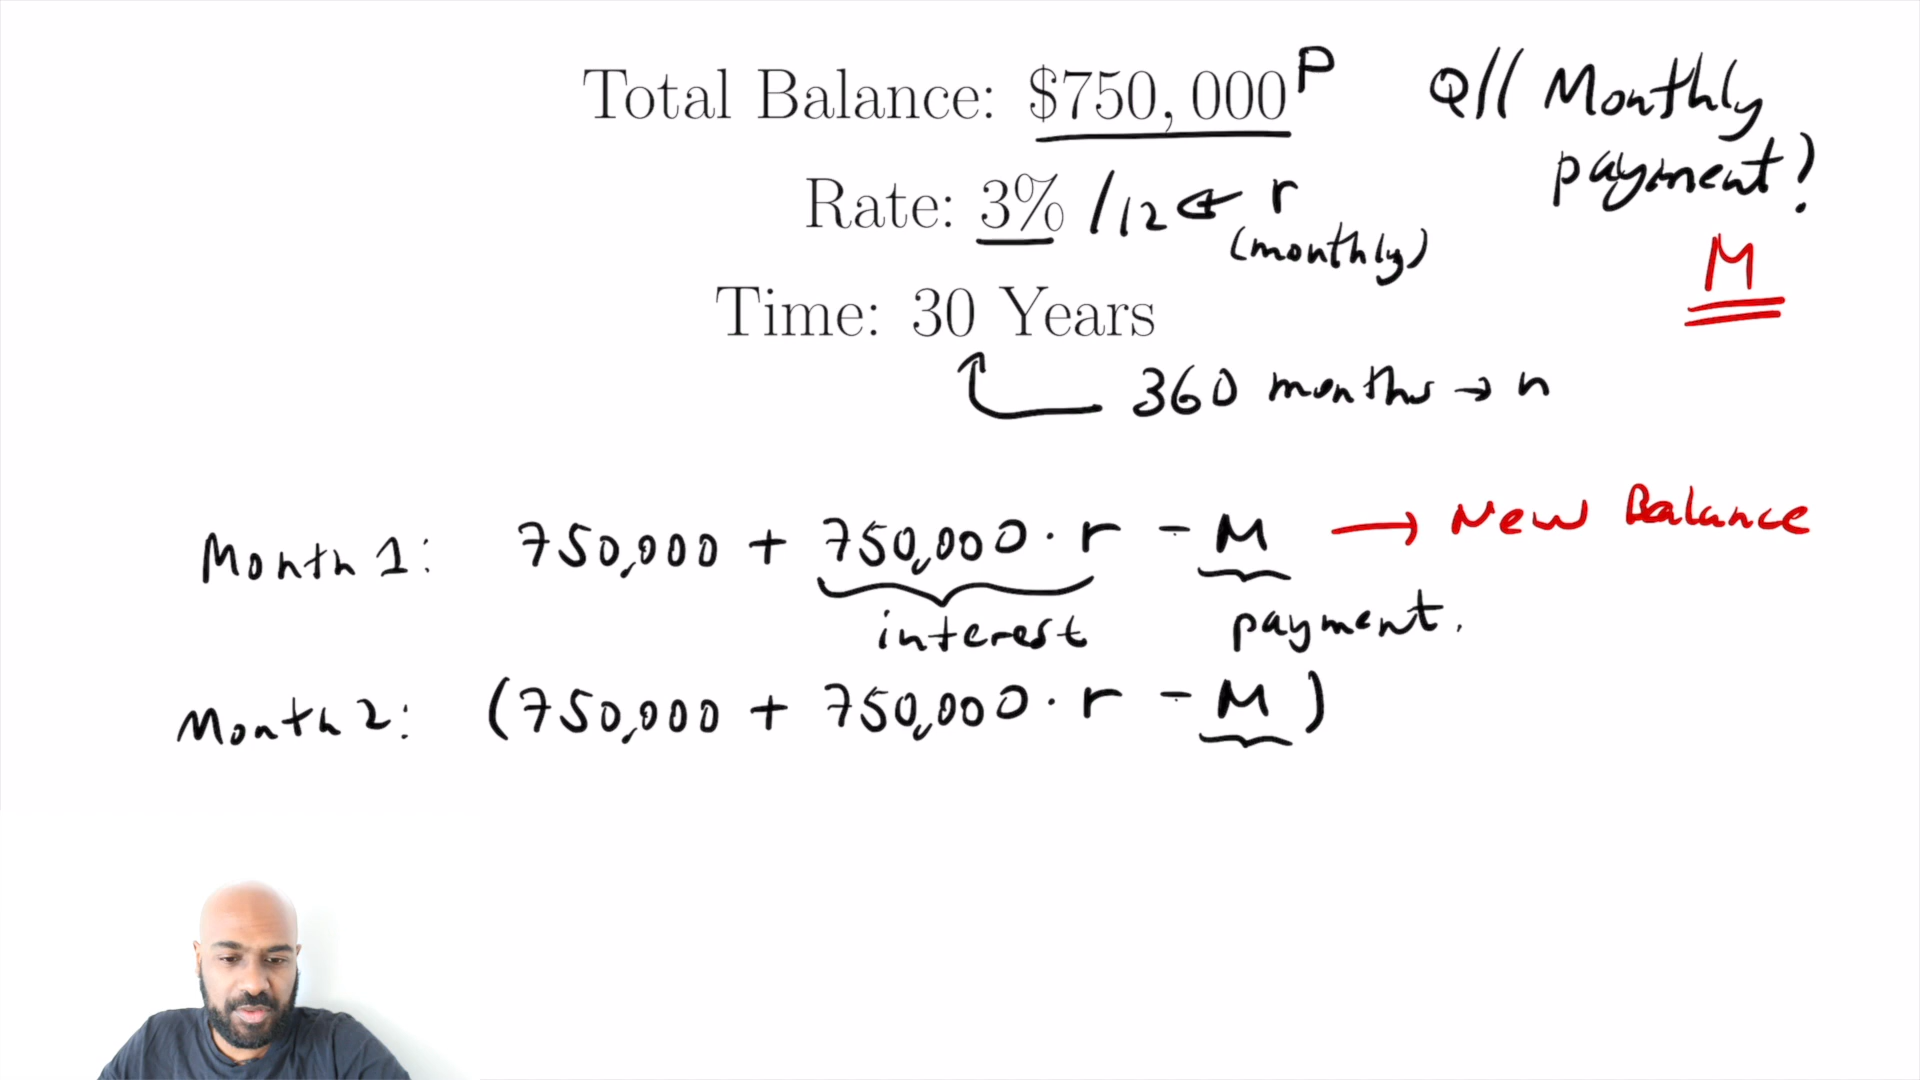 Total Balance: $750,000 P
Q// Monthly payment?
M
Rate: 3% /12 ← r
(monthly)
Time: 30 Years
360 months → n
Month 1: 750,000 + 750,000 · r - M → New Balance
interest payment.
Month 2: (750,000 + 750,000 · r - M)